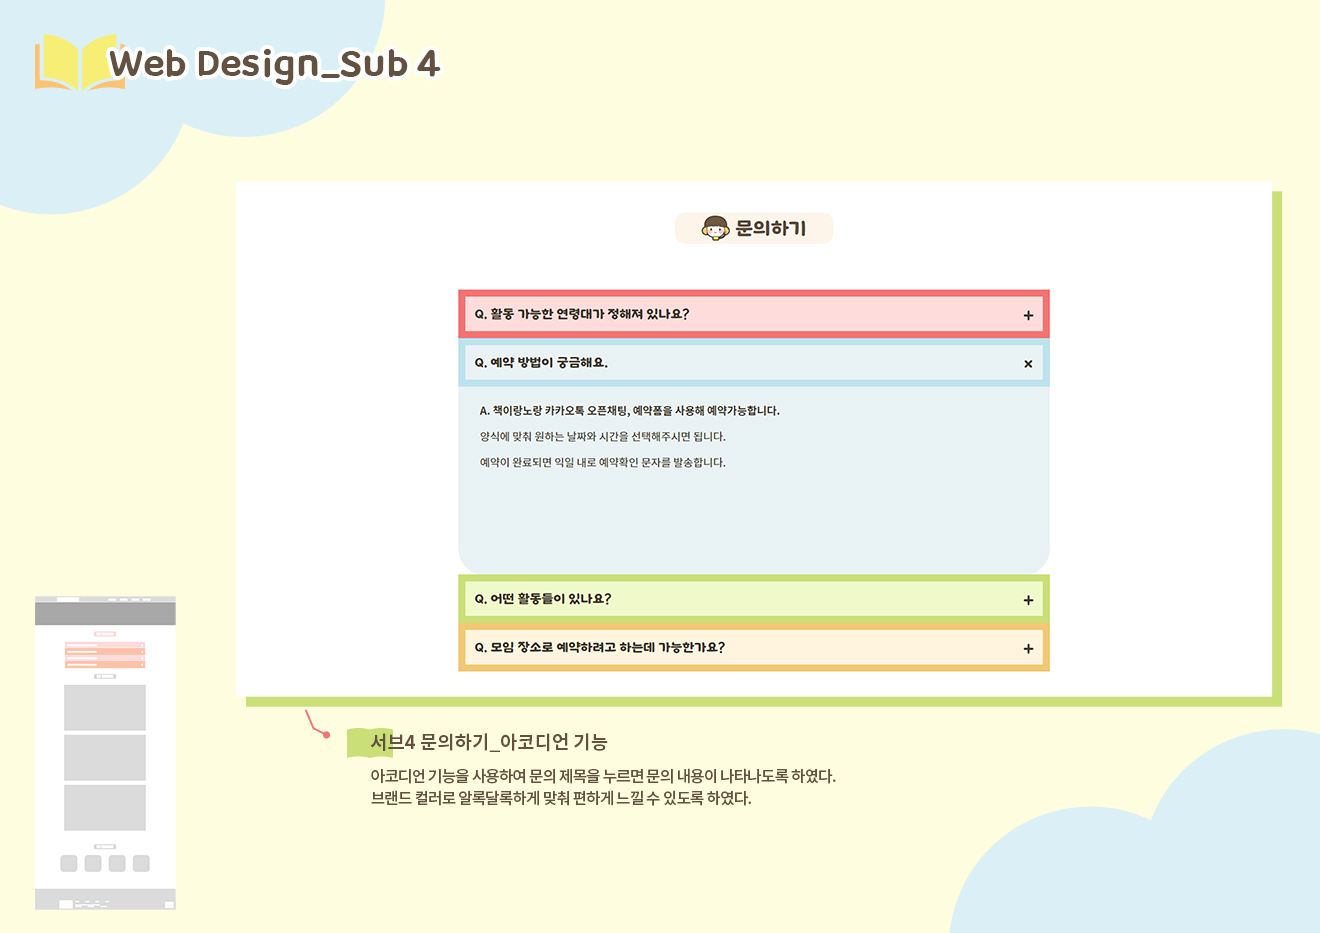 Web Design_Sub 4
문의하기
Q. 활동 가능한 연령대가 정해져 있나요?
+
Q. 예약 방법이 궁금해요.
×
A. 책이랑노랑 카카오톡 오픈채팅, 예약폼을 사용해 예약가능합니다.
양식에 맞춰 원하는 날짜와 시간을 선택해주시면 됩니다.
예약이 완료되면 익일 내로 예약확인 문자를 발송합니다.
Q. 어떤 활동들이 있나요?
+
Q. 모임 장소로 예약하려고 하는데 가능한가요?
+
서브4 문의하기_아코디언 기능
아코디언 기능을 사용하여 문의 제목을 누르면 문의 내용이 나타나도록 하였다.
브랜드 컬러로 알록달록하게 맞춰 편하게 느낄 수 있도록 하였다.